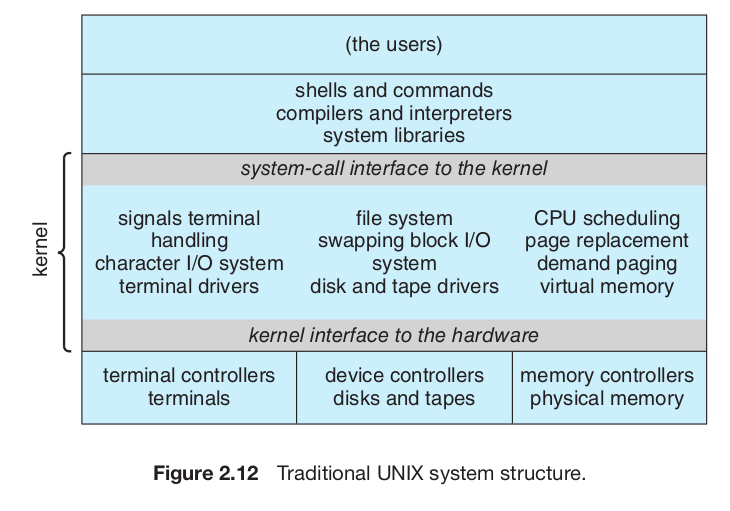 (the users)
shells and commands
compilers and interpreters
system libraries
kernel
system-call interface to the kernel
signals terminal
handling
character I/O system
terminal drivers
file system
swapping block I/O
system
disk and tape drivers
CPU scheduling
page replacement
demand paging
virtual memory
kernel interface to the hardware
terminal controllers
terminals
device controllers
disks and tapes
memory controllers
physical memory
Figure 2.12 Traditional UNIX system structure.